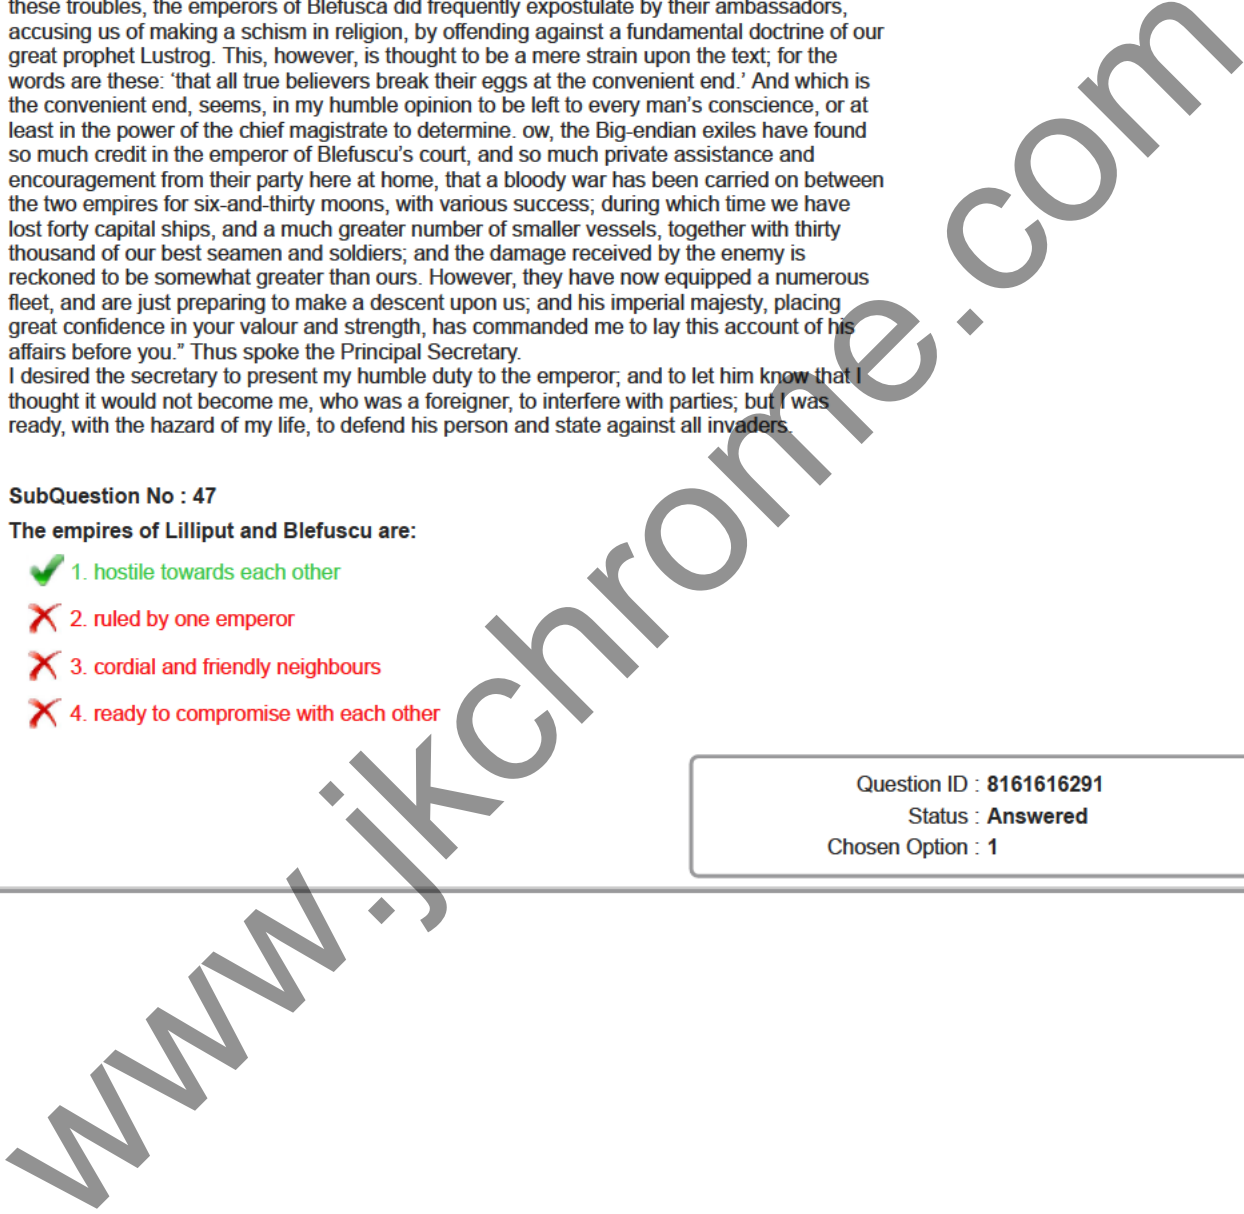 these troubles, the emperors of Blefusca did frequently expostulate by their ambassadors,
accusing us of making a schism in religion, by offending against a fundamental doctrine of our
great prophet Lustrog. This, however, is thought to be a mere strain upon the text; for the
words are these: ‘that all true believers break their eggs at the convenient end.’ And which is
the convenient end, seems, in my humble opinion to be left to every man’s conscience, or at
least in the power of the chief magistrate to determine. ow, the Big-endian exiles have found
so much credit in the emperor of Blefuscu’s court, and so much private assistance and
encouragement from their party here at home, that a bloody war has been carried on between
the two empires for six-and-thirty moons, with various success; during which time we have
lost forty capital ships, and a much greater number of smaller vessels, together with thirty
thousand of our best seamen and soldiers; and the damage received by the enemy is
reckoned to be somewhat greater than ours. However, they have now equipped a numerous
fleet, and are just preparing to make a descent upon us; and his imperial majesty, placing
great confidence in your valour and strength, has commanded me to lay this account of his
affairs before you.” Thus spoke the Principal Secretary.
I desired the secretary to present my humble duty to the emperor; and to let him know that I
thought it would not become me, who was a foreigner, to interfere with parties; but I was
ready, with the hazard of my life, to defend his person and state against all invaders.
SubQuestion No : 47
The empires of Lilliput and Blefuscu are:
1. hostile towards each other
2. ruled by one emperor
3. cordial and friendly neighbours
4. ready to compromise with each other
Question ID : 8161616291
Status : Answered
Chosen Option : 1
www.jkchrome.com